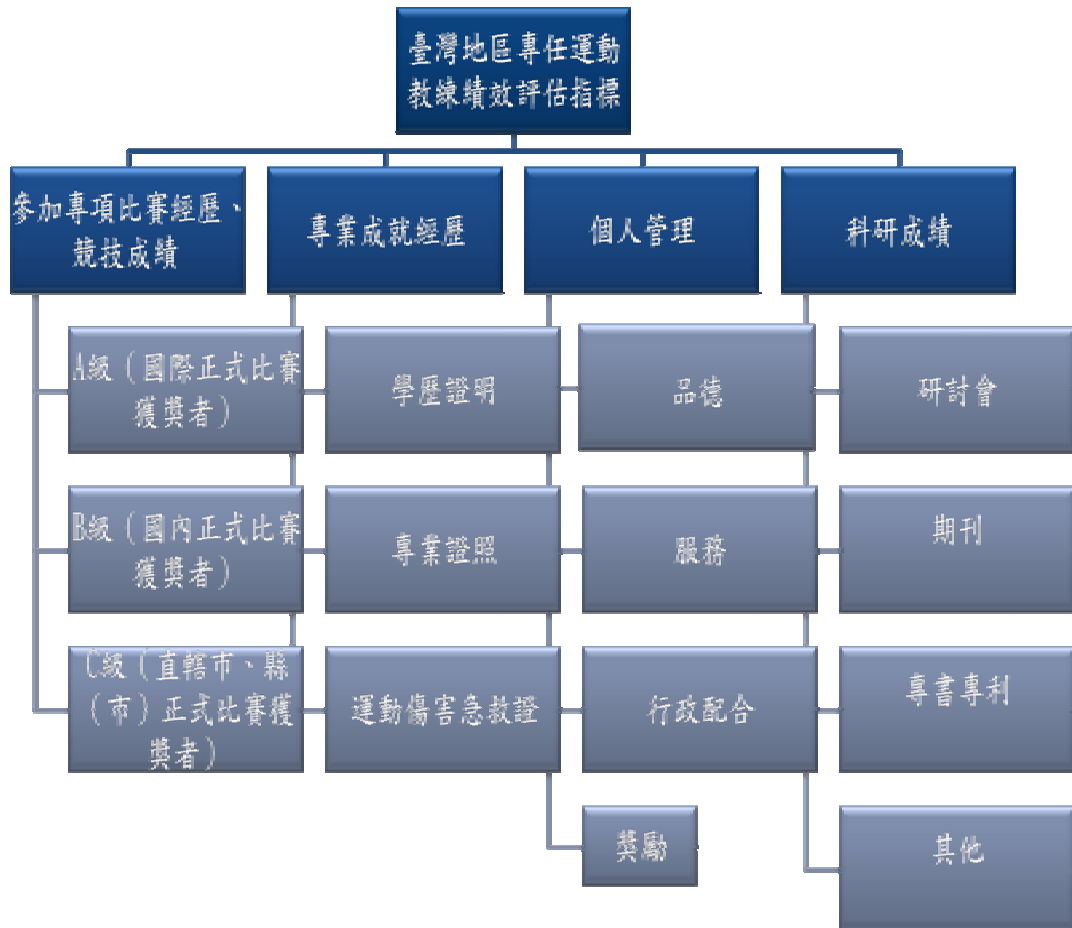 臺灣地區專任運動
教練績效評估指標
參加專項比賽經歷、
競技成績
專業成就經歷
個人管理
科研成績
A級（國際正式比賽
獲獎者）
學歷證明
品德
研討會
B級（國內正式比賽
獲獎者）
專業證照
服務
期刊
C級（直轄市、縣
（市）正式比賽獲
獎者）
運動傷害急救證
行政配合
專書專利
獎勵
其他